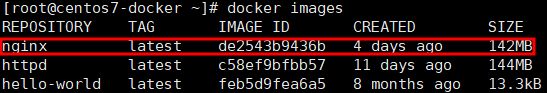 [root@centos7-docker ~]# docker images
REPOSITORY TAG IMAGE ID CREATED SIZE
nginx latest de2543b9436b 4 days ago 142MB
httpd latest c58ef9bfbb57 11 days ago 144MB
hello-world latest feb5d9fea6a5 8 months ago 13.3kB